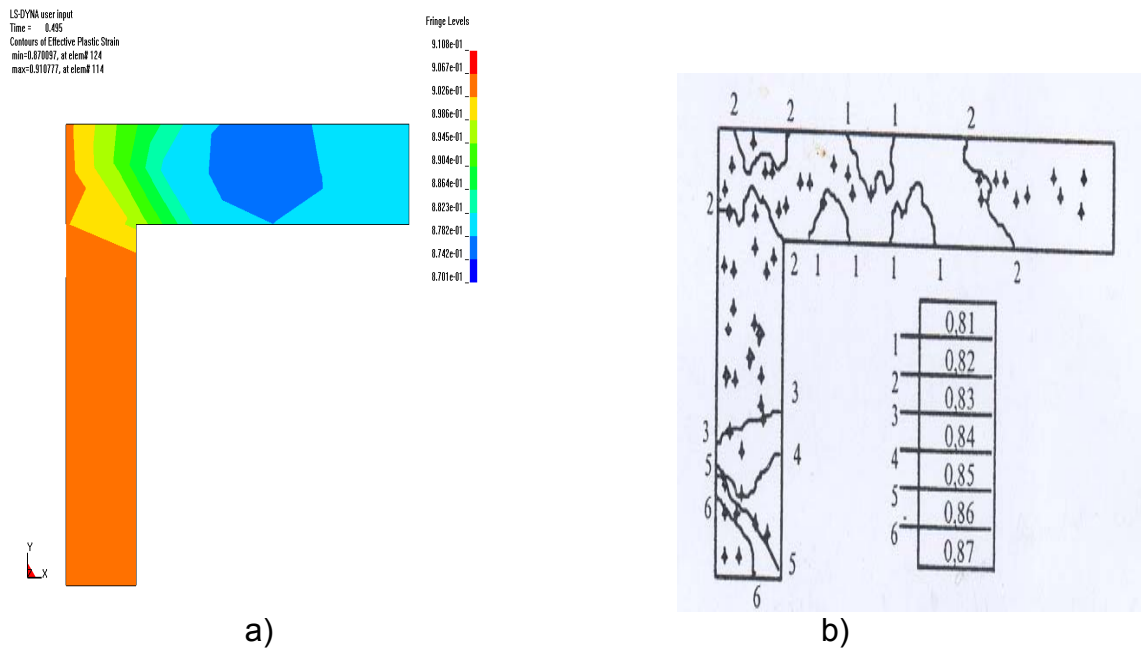 LS-DYNA user input
Time = 0.495
Contours of Effective Plastic Strain
min=0.870097, at elem# 124
max=0.910777, at elem# 114
Fringe Levels
9.108e-01
9.067e-01
9.026e-01
8.986e-01
8.945e-01
8.904e-01
8.864e-01
8.823e-01
8.782e-01
8.742e-01
8.701e-01
Y
X
a)
2 2 1 1 2
2
2 1 1 1 1 2
3
3
4
5
6
5
6
0,81
1
0,82
2
0,83
3
0,84
4
0,85
5
0,86
6
0,87
b)